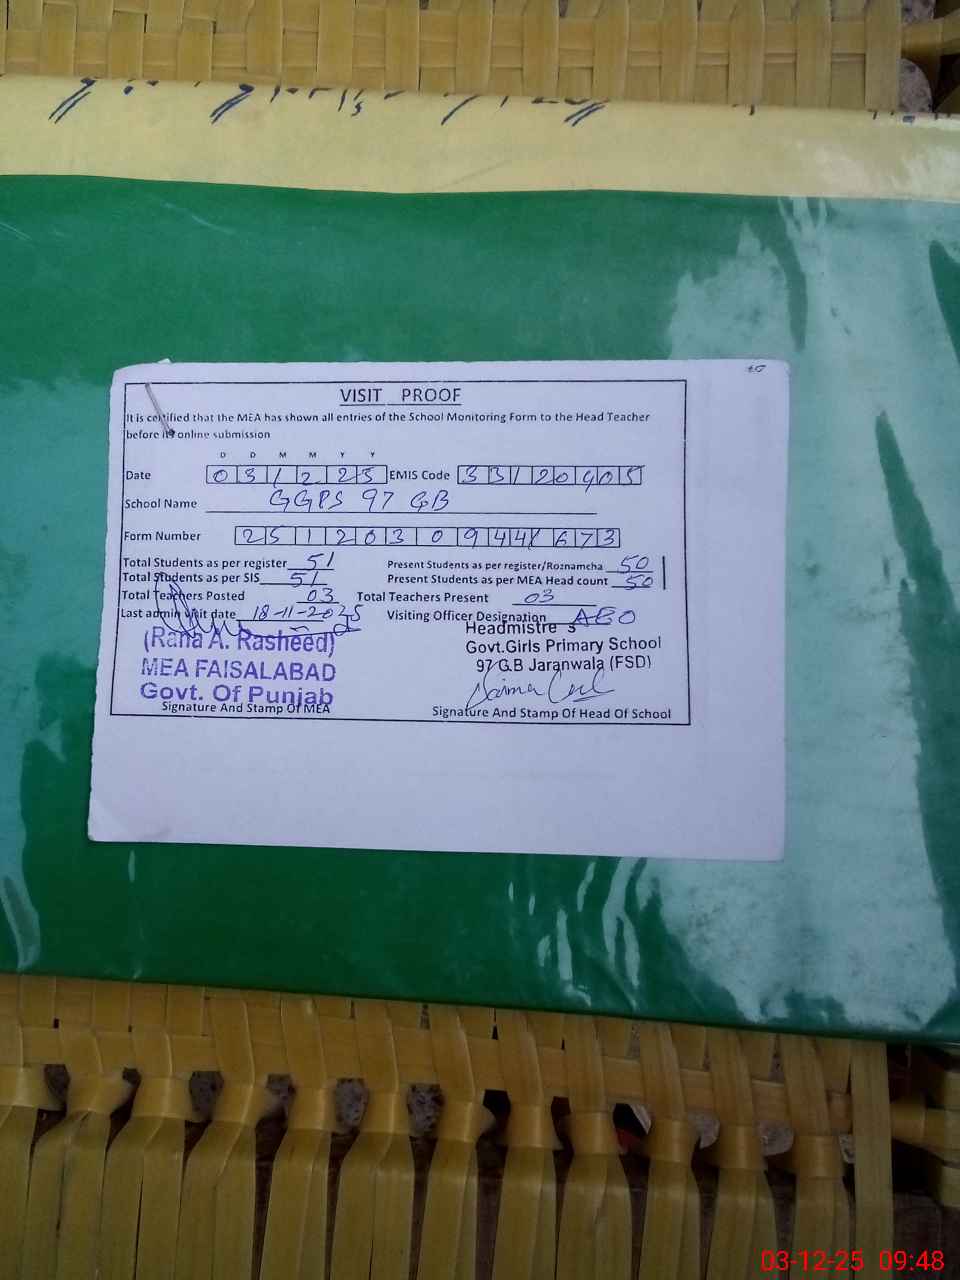 VISIT PROOF
It is certified that the MEA has shown all entries of the School Monitoring Form to the Head Teacher
before its online submission
D D M M Y Y
Date 0 3 1 2 2 5 EMIS Code 3 3 1 2 0 4 0 5
School Name GGPS 97 GB
Form Number 2 5 1 2 0 3 0 9 4 4 6 7 3
Total Students as per register 51 Present Students as per register/Roznamcha 50
Total Students as per SIS 51 Present Students as per MEA Head count 50
Total Teachers Posted 03 Total Teachers Present 03
Last admin visit date 18-11-2025 Visiting Officer Designation AEO
(Rana A. Rasheed)
MEA FAISALABAD
Govt. Of Punjab
Signature And Stamp Of MEA
Headmistre s
Govt.Girls Primary School
97 G.B Jaranwala (FSD)
Signature And Stamp Of Head Of School
03-12-25 09:48